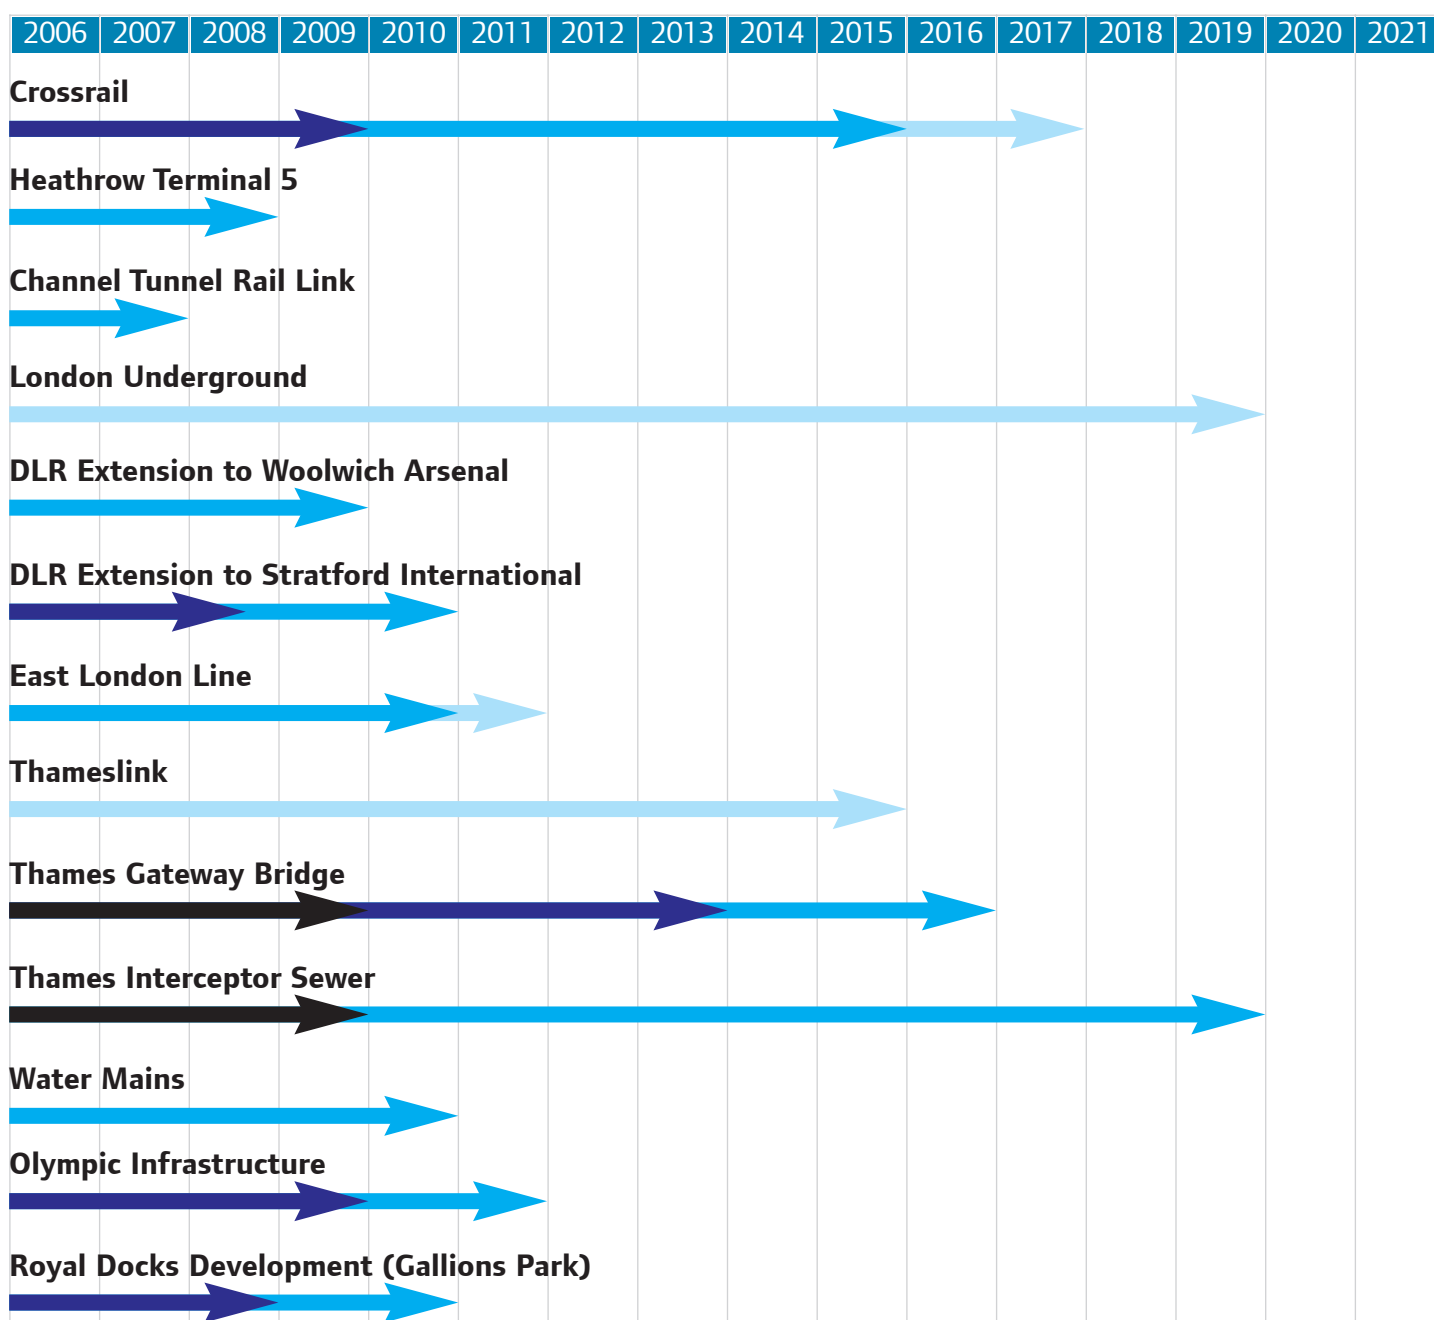 2006 2007 2008 2009 2010 2011 2012 2013 2014 2015 2016 2017 2018 2019 2020 2021
Crossrail
Heathrow Terminal 5
Channel Tunnel Rail Link
London Underground
DLR Extension to Woolwich Arsenal
DLR Extension to Stratford International
East London Line
Thameslink
Thames Gateway Bridge
Thames Interceptor Sewer
Water Mains
Olympic Infrastructure
Royal Docks Development (Gallions Park)